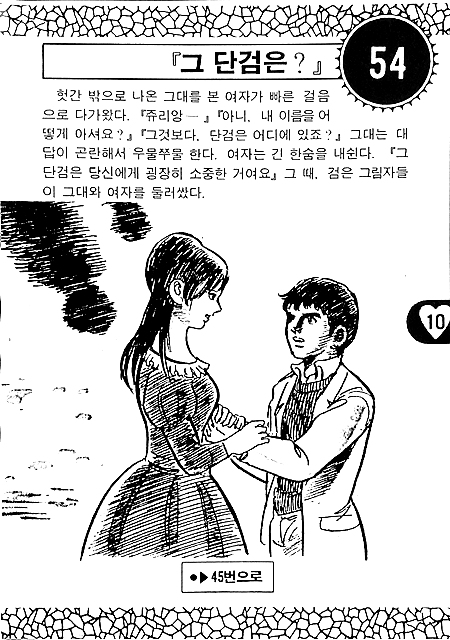 『그 단검은?』
54
헛간 밖으로 나온 그대를 본 여자가 빠른 걸음
으로 다가왔다. 『쥬리앙―』『아니, 내 이름을 어
떻게 아셔요?』『그것보다, 단검은 어디에 있죠?』 그대는 대
답이 곤란해서 우물쭈물 한다. 여자는 긴 한숨을 내쉰다. 『그
단검은 당신에게 굉장히 소중한 거여요』 그 때, 검은 그림자들
이 그대와 여자를 둘러쌌다.
10
●▶45번으로